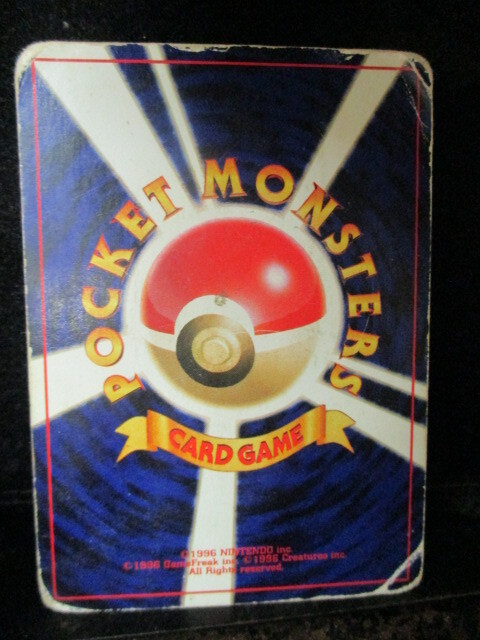 POCKET MONSTERS
CARD GAME
©1996 NINTENDO inc.
©1996 GameFreak inc. ©1996 Creatures inc.
All Rights reserved.